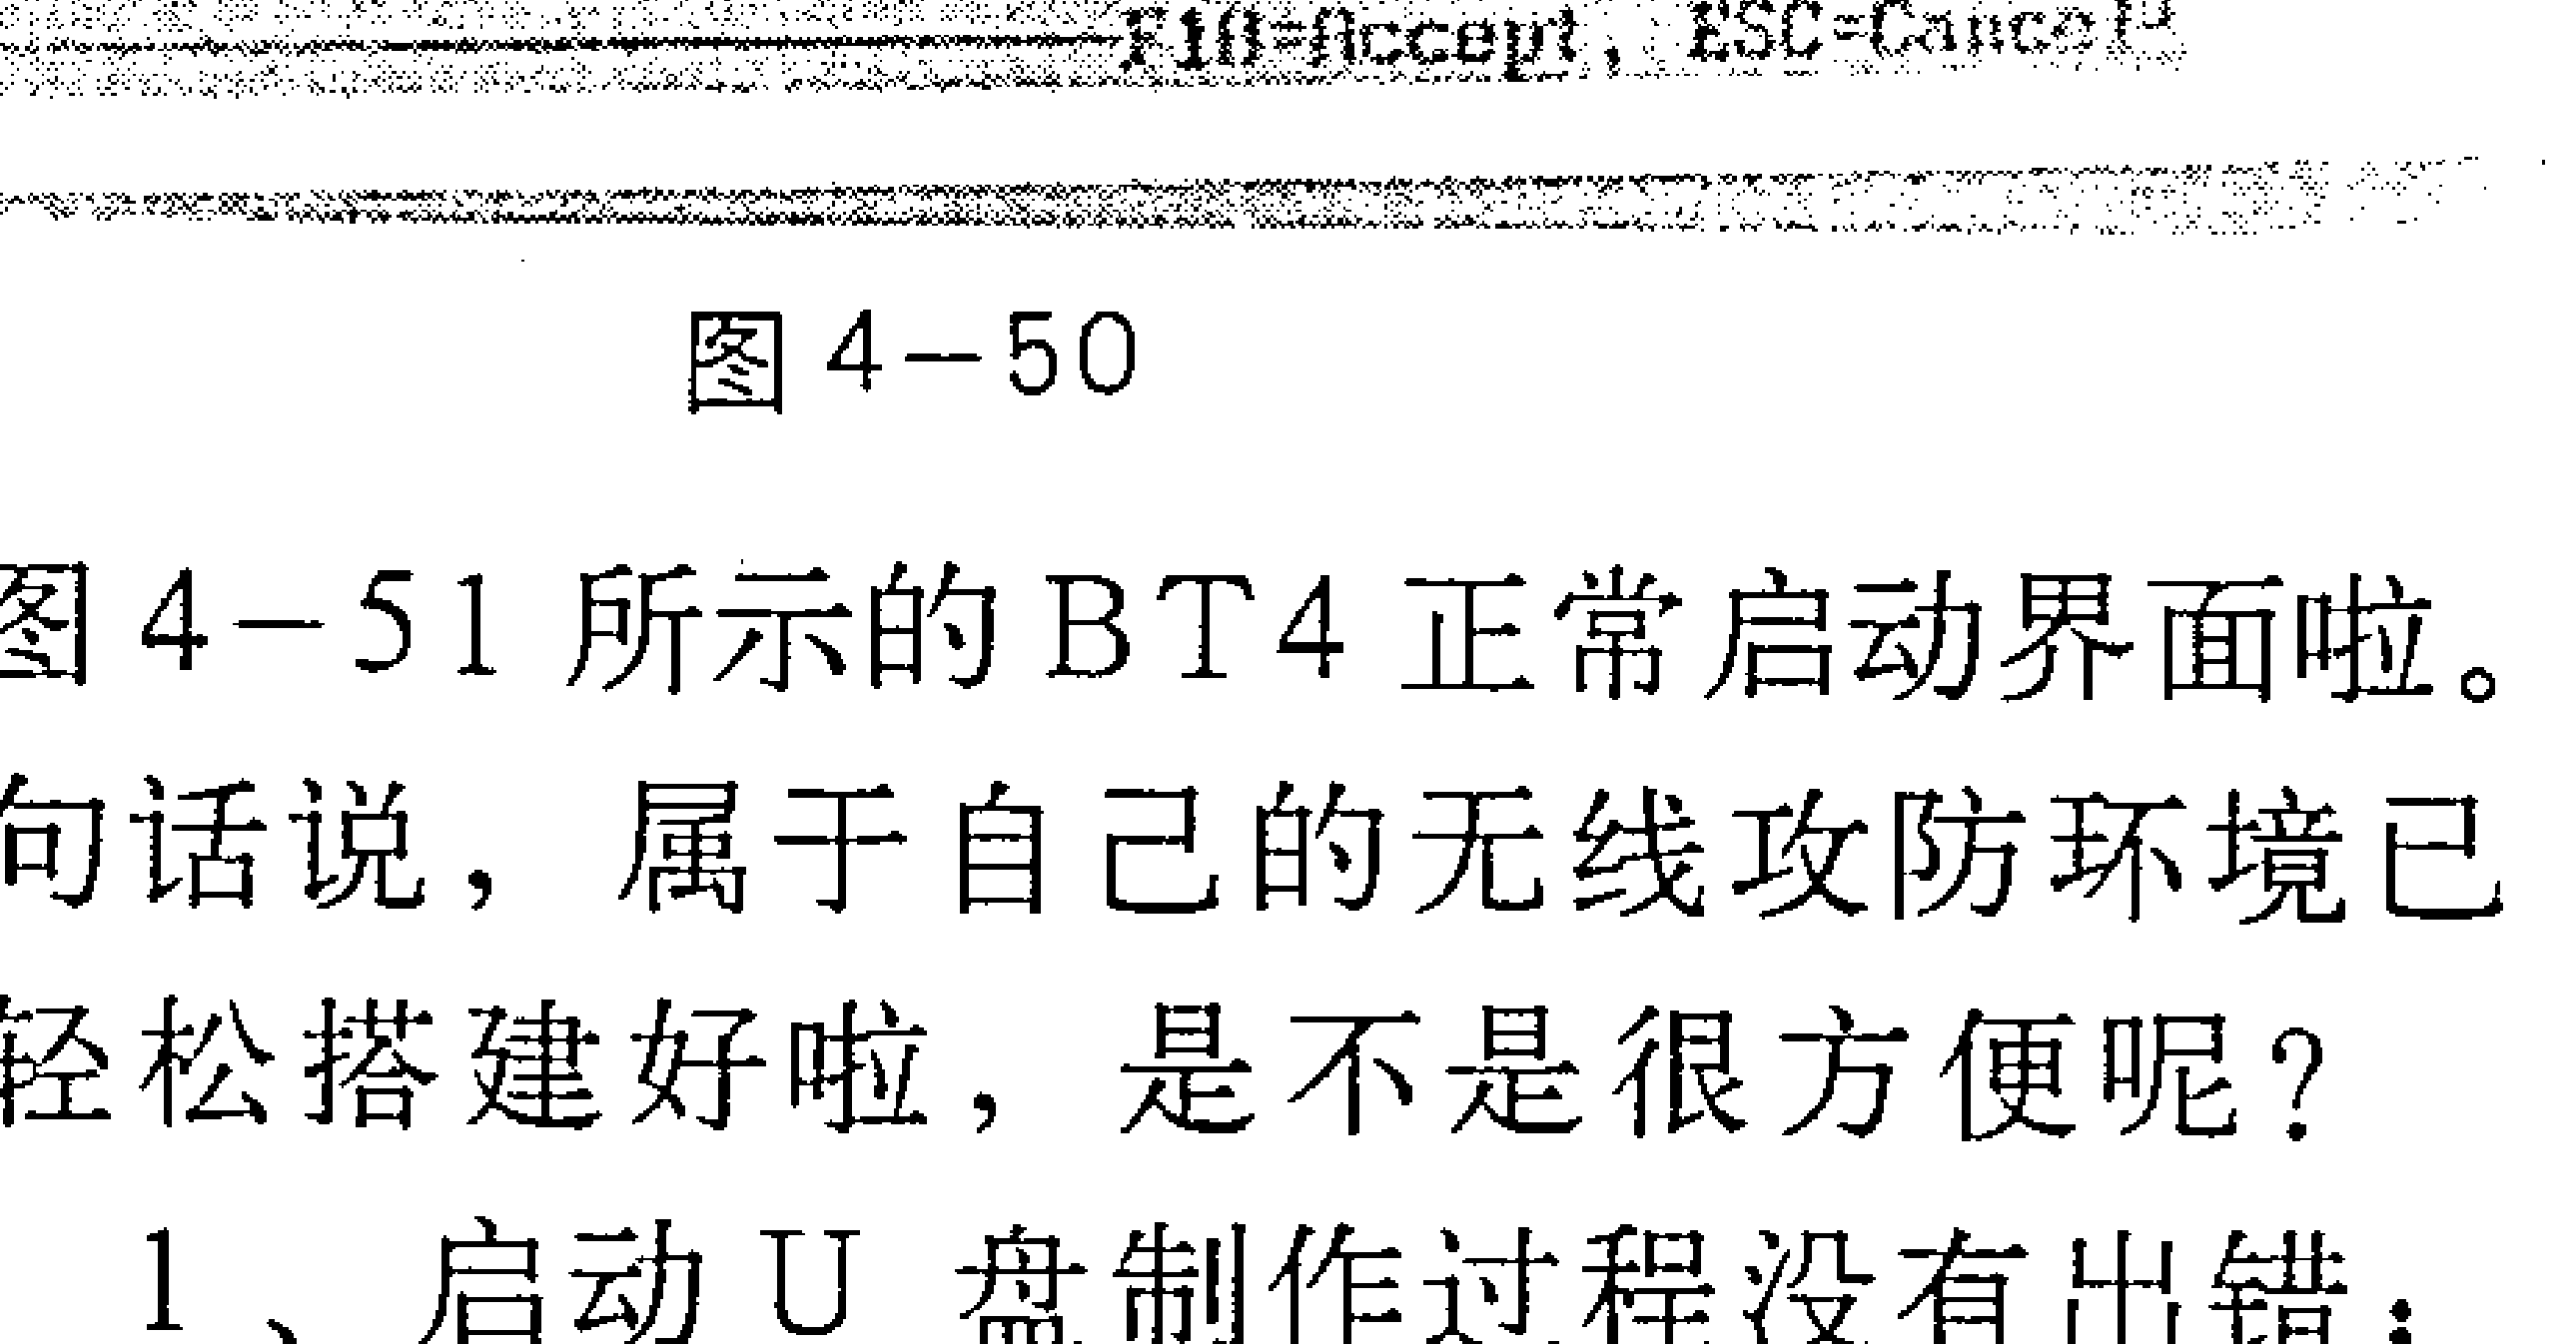 F10=Accept, ESC=Cancel
图 4-50
图 4-51 所示的 BT4 正常启动界面啦。
句话说，属于自己的无线攻防环境已
轻松搭建好啦，是不是很方便呢？
1、启动 U 盘制作过程没有出错；